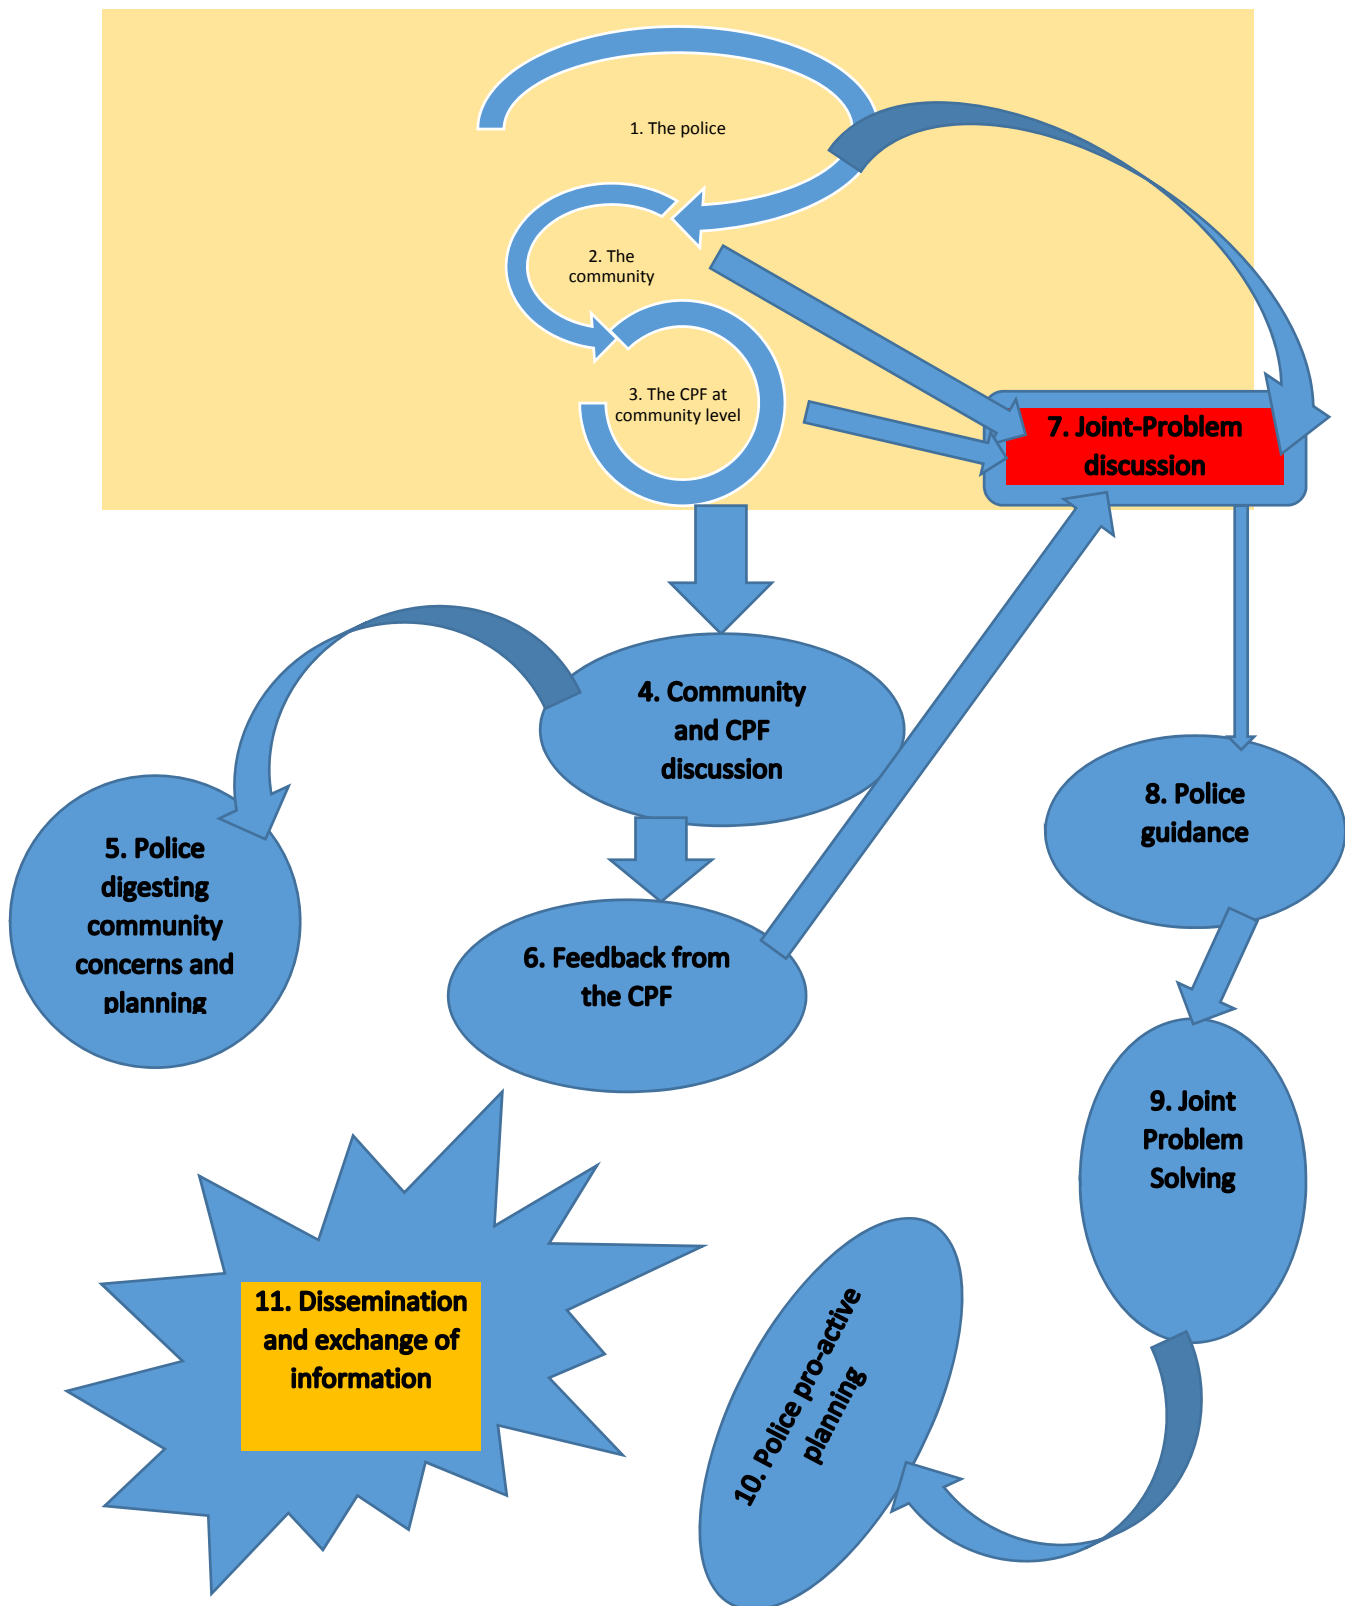 1. The police
2. The
community
3. The CPF at
community level
7. Joint-Problem
discussion
4. Community
and CPF
discussion
8. Police
guidance
5. Police
digesting
community
concerns and
planning
6. Feedback from
the CPF
9. Joint
Problem
Solving
10. Police pro-active
planning
11. Dissemination
and exchange of
information